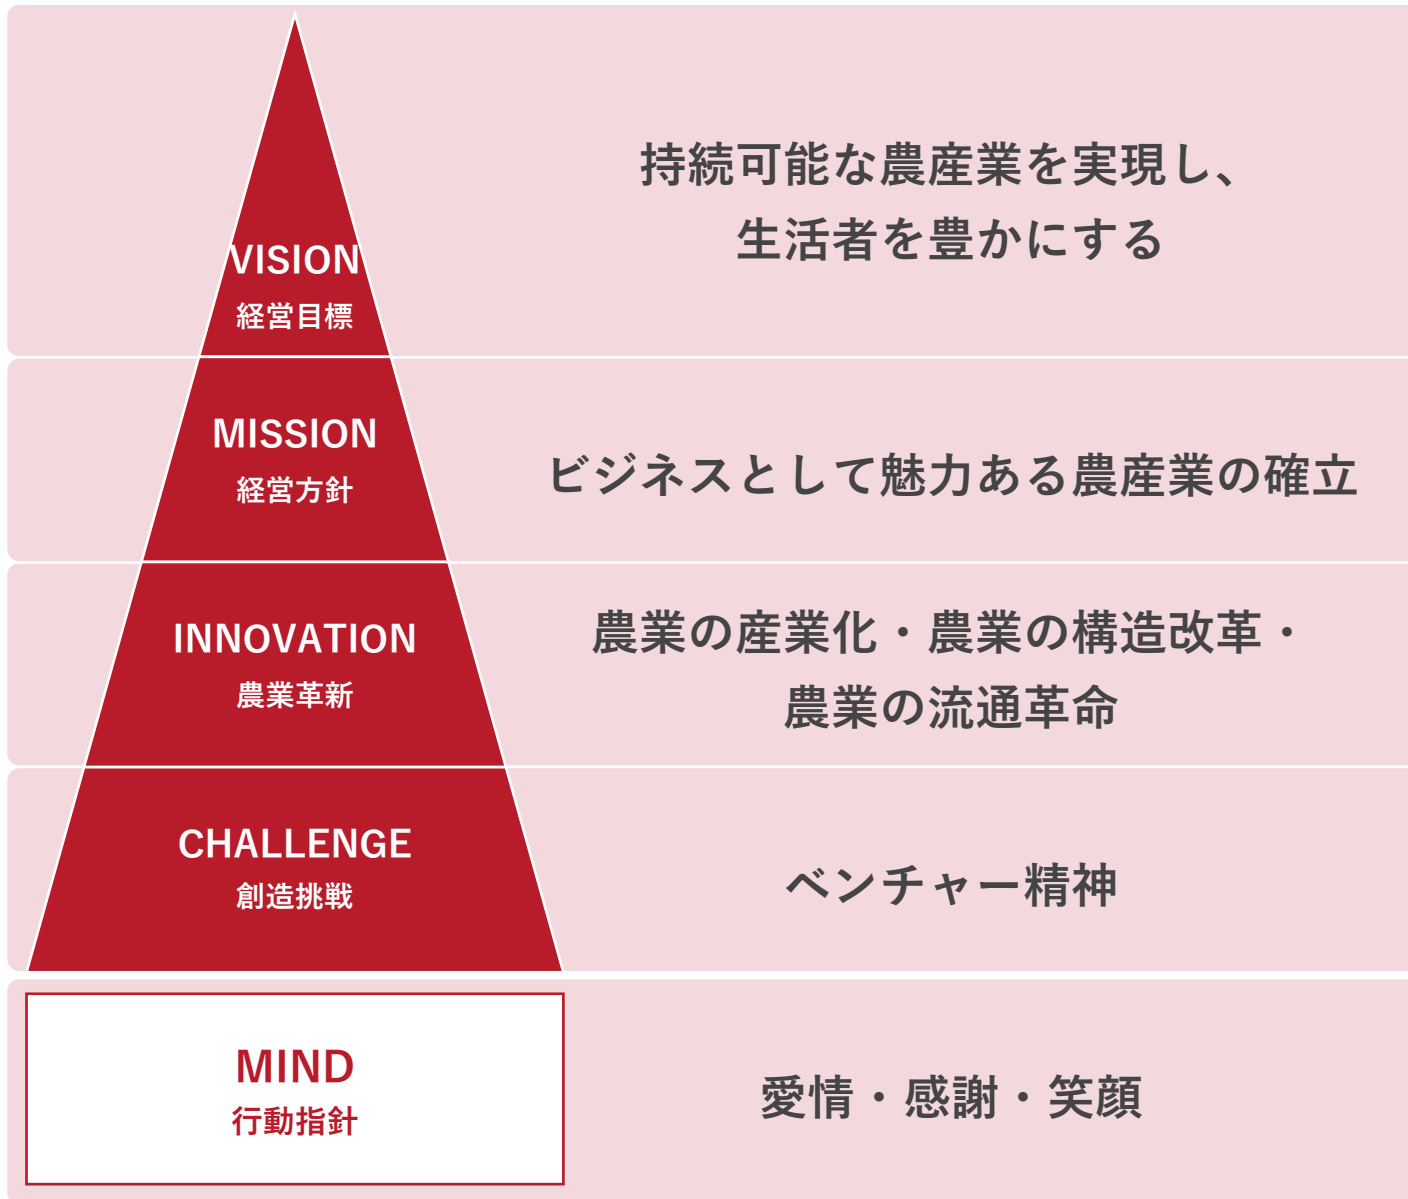 VISION
経営目標
持続可能な農産業を実現し、
生活者を豊かにする
MISSION
経営方針
ビジネスとして魅力ある農産業の確立
INNOVATION
農業革新
農業の産業化・農業の構造改革・
農業の流通革命
CHALLENGE
創造挑戦
ベンチャー精神
MIND
行動指針
愛情・感謝・笑顔